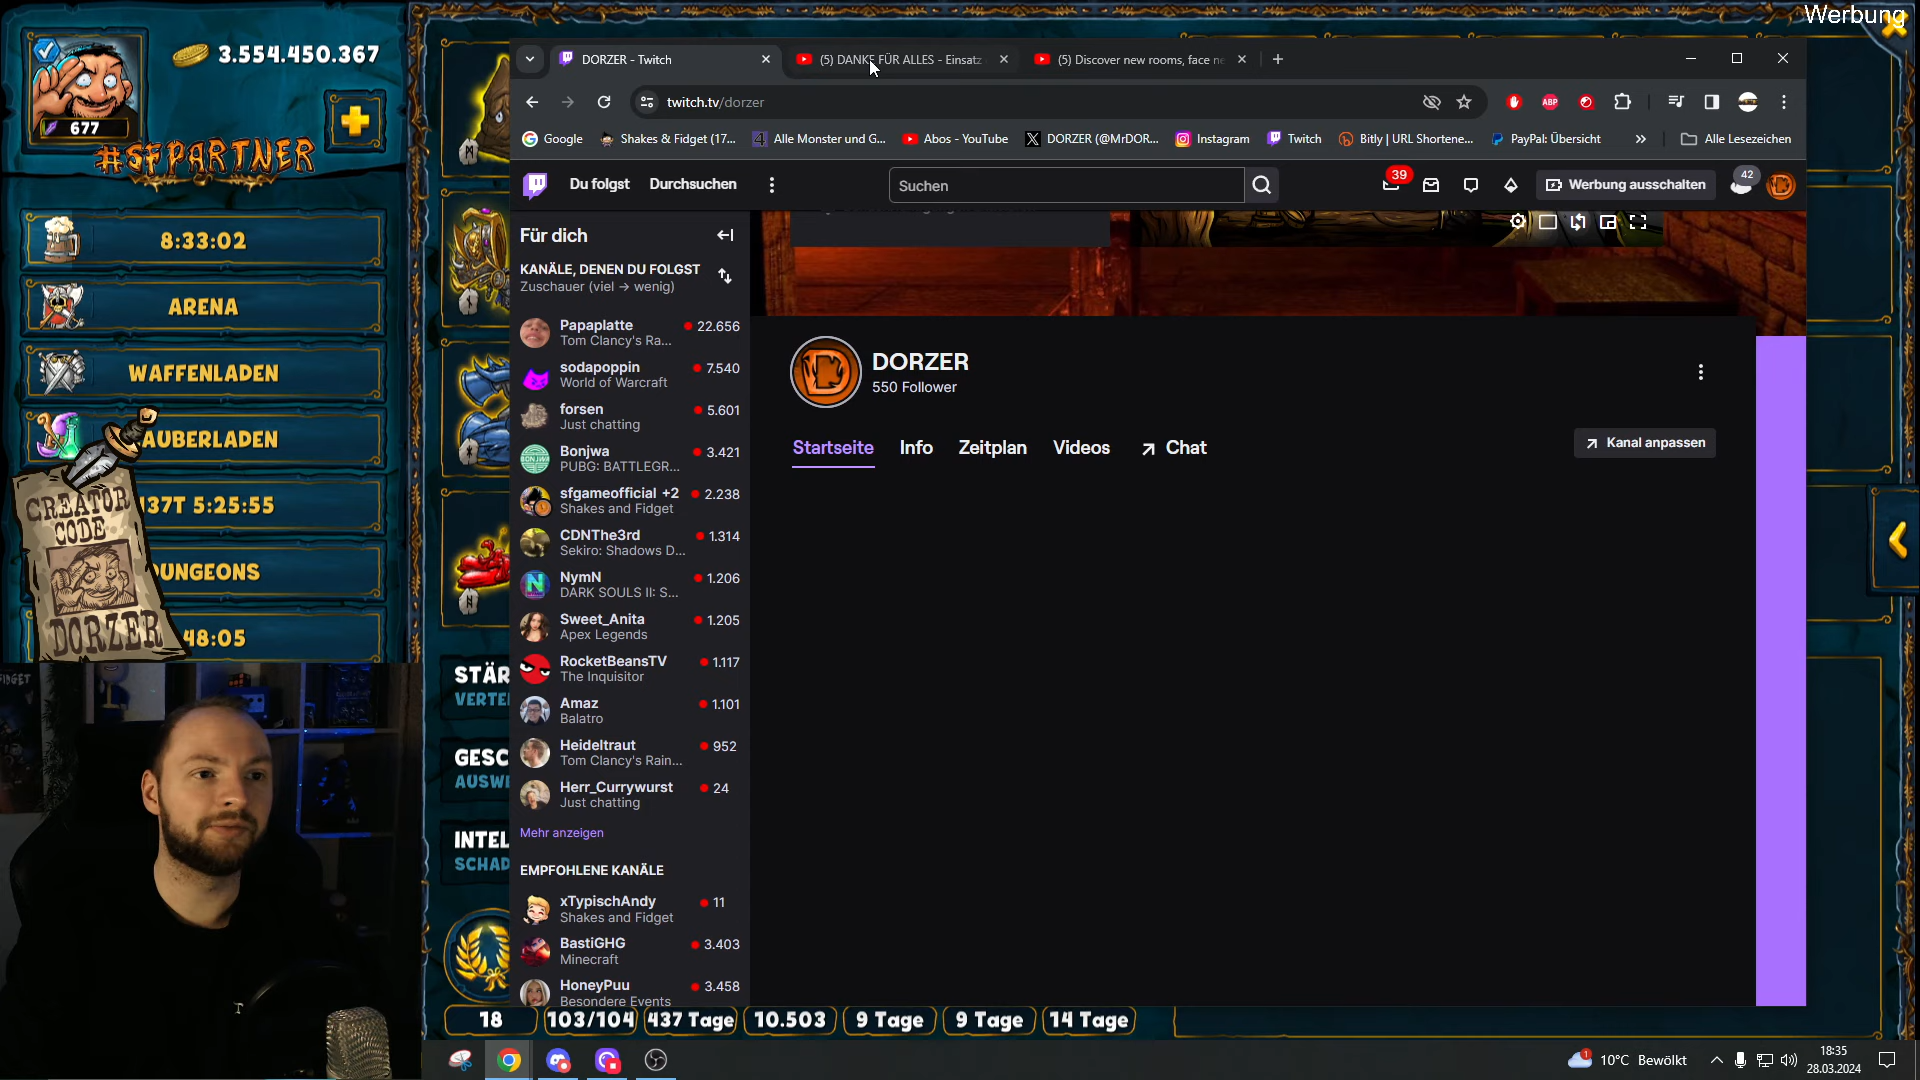 Werbung
3.554.450.367
677
#SFPARTNER
8:33:02
ARENA
WAFFENLADEN
AUBERLADEN
37T 5:25:55
UNGEONS
48:05
CREATOR
CODE
DORZER
DORZER - Twitch
(5) DANKE FÜR ALLES - Einsatz
(5) Discover new rooms, face ne
twitch.tv/dorzer
ABP
Google
Shakes & Fidget (17...
Alle Monster und G...
Abos - YouTube
DORZER (@MrDOR...
Instagram
Twitch
Bitly | URL Shortene...
PayPal: Übersicht
»
Alle Lesezeichen
Du folgst
Durchsuchen
Suchen
39
Werbung ausschalten
42
Für dich
KANÄLE, DENEN DU FOLGST
Zuschauer (viel → wenig)
Papaplatte
22.656
Tom Clancy's Ra...
sodapoppin
7.540
World of Warcraft
forsen
5.601
Just chatting
Bonjwa
3.421
PUBG: BATTLEGR...
sfgameofficial +2
2.238
Shakes and Fidget
CDNThe3rd
1.314
Sekiro: Shadows D...
NymN
1.206
DARK SOULS II: S...
Sweet_Anita
1.205
Apex Legends
RocketBeansTV
1.117
The Inquisitor
Amaz
1.101
Balatro
Heideltraut
952
Tom Clancy's Rain...
Herr_Currywurst
24
Just chatting
Mehr anzeigen
EMPFOHLENE KANÄLE
xTypischAndy
11
Shakes and Fidget
BastiGHG
3.403
Minecraft
HoneyPuu
3.458
Besondere Events
DORZER
550 Follower
Startseite
Info
Zeitplan
Videos
Chat
Kanal anpassen
STÄR
VERTE
GESC
AUSWE
INTEL
SCHAD
18
103/104
437 Tage
10.503
9 Tage
9 Tage
14 Tage
10°C Bewölkt
18:35
28.03.2024